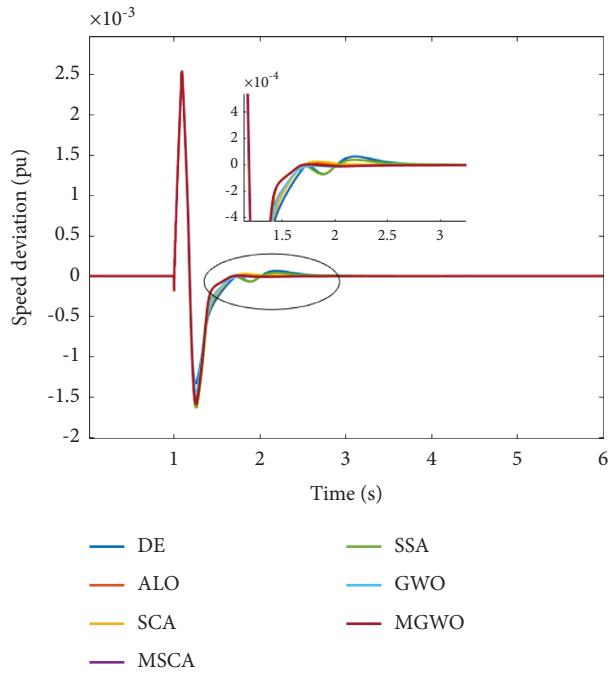 ×10⁻³
2.5
2
1.5
1
0.5
0
-0.5
-1
-1.5
-2
Speed deviation (pu)
×10⁻⁴
4
2
0
-2
-4
1.5 2 2.5 3
1 2 3 4 5 6
Time (s)
DE
ALO
SCA
MSCA
SSA
GWO
MGWO